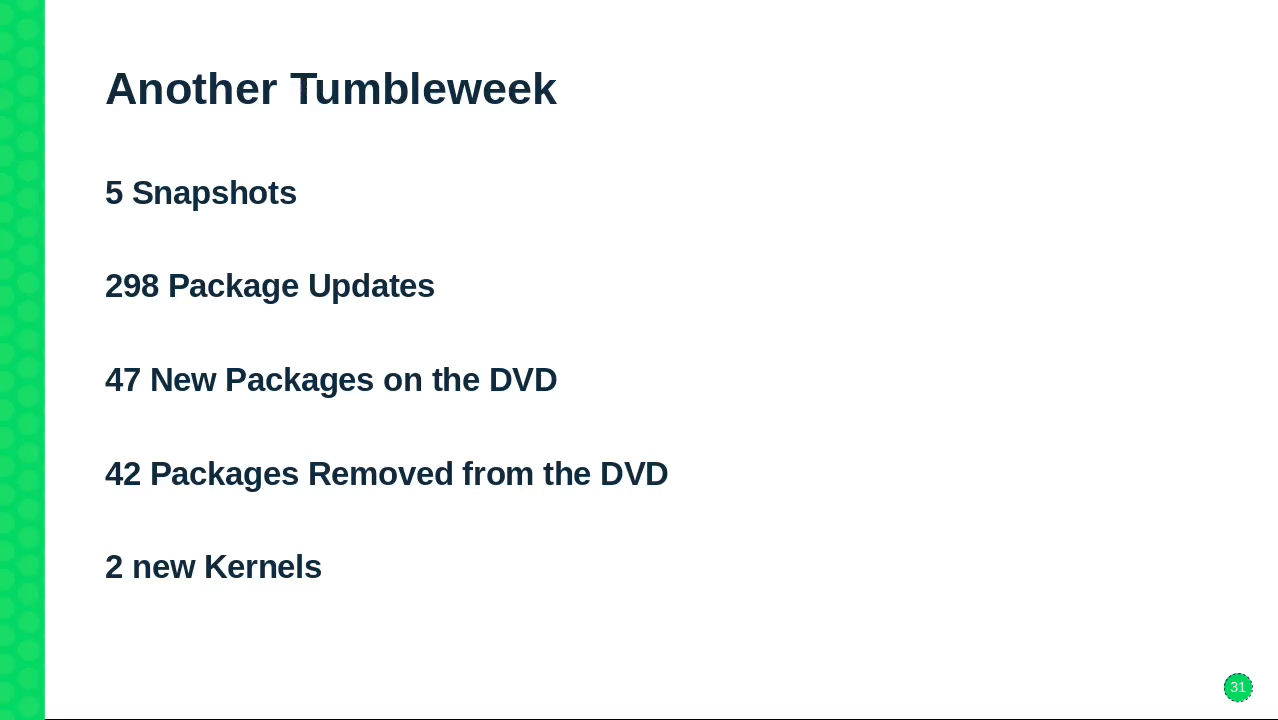 Another Tumbleweek
5 Snapshots
298 Package Updates
47 New Packages on the DVD
42 Packages Removed from the DVD
2 new Kernels
31